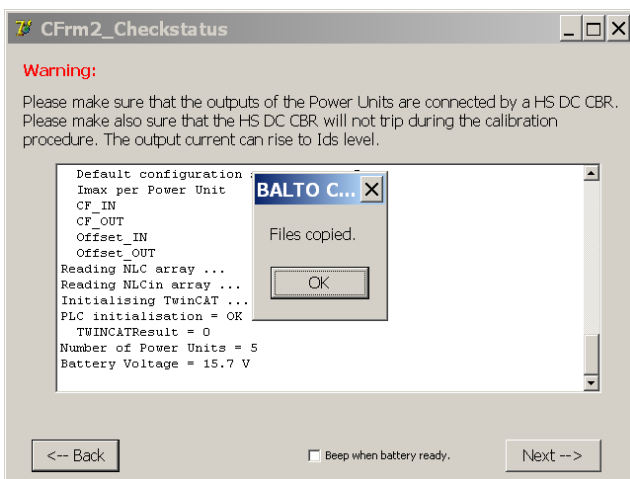 CFrm2_Checkstatus
Warning:
Please make sure that the outputs of the Power Units are connected by a HS DC CBR.
Please make also sure that the HS DC CBR will not trip during the calibration
procedure. The output current can rise to Ids level.
Default configuration
Imax per Power Unit
CF_IN
CF_OUT
Offset_IN
Offset_OUT
Reading NLC array ...
Reading NLCin array ...
Initialising TwinCAT ...
PLC initialisation = OK
TWINCATResult = 0
Number of Power Units = 5
Battery Voltage = 15.7 V
BALTO C...
Files copied.
OK
<-- Back
Beep when battery ready.
Next -->